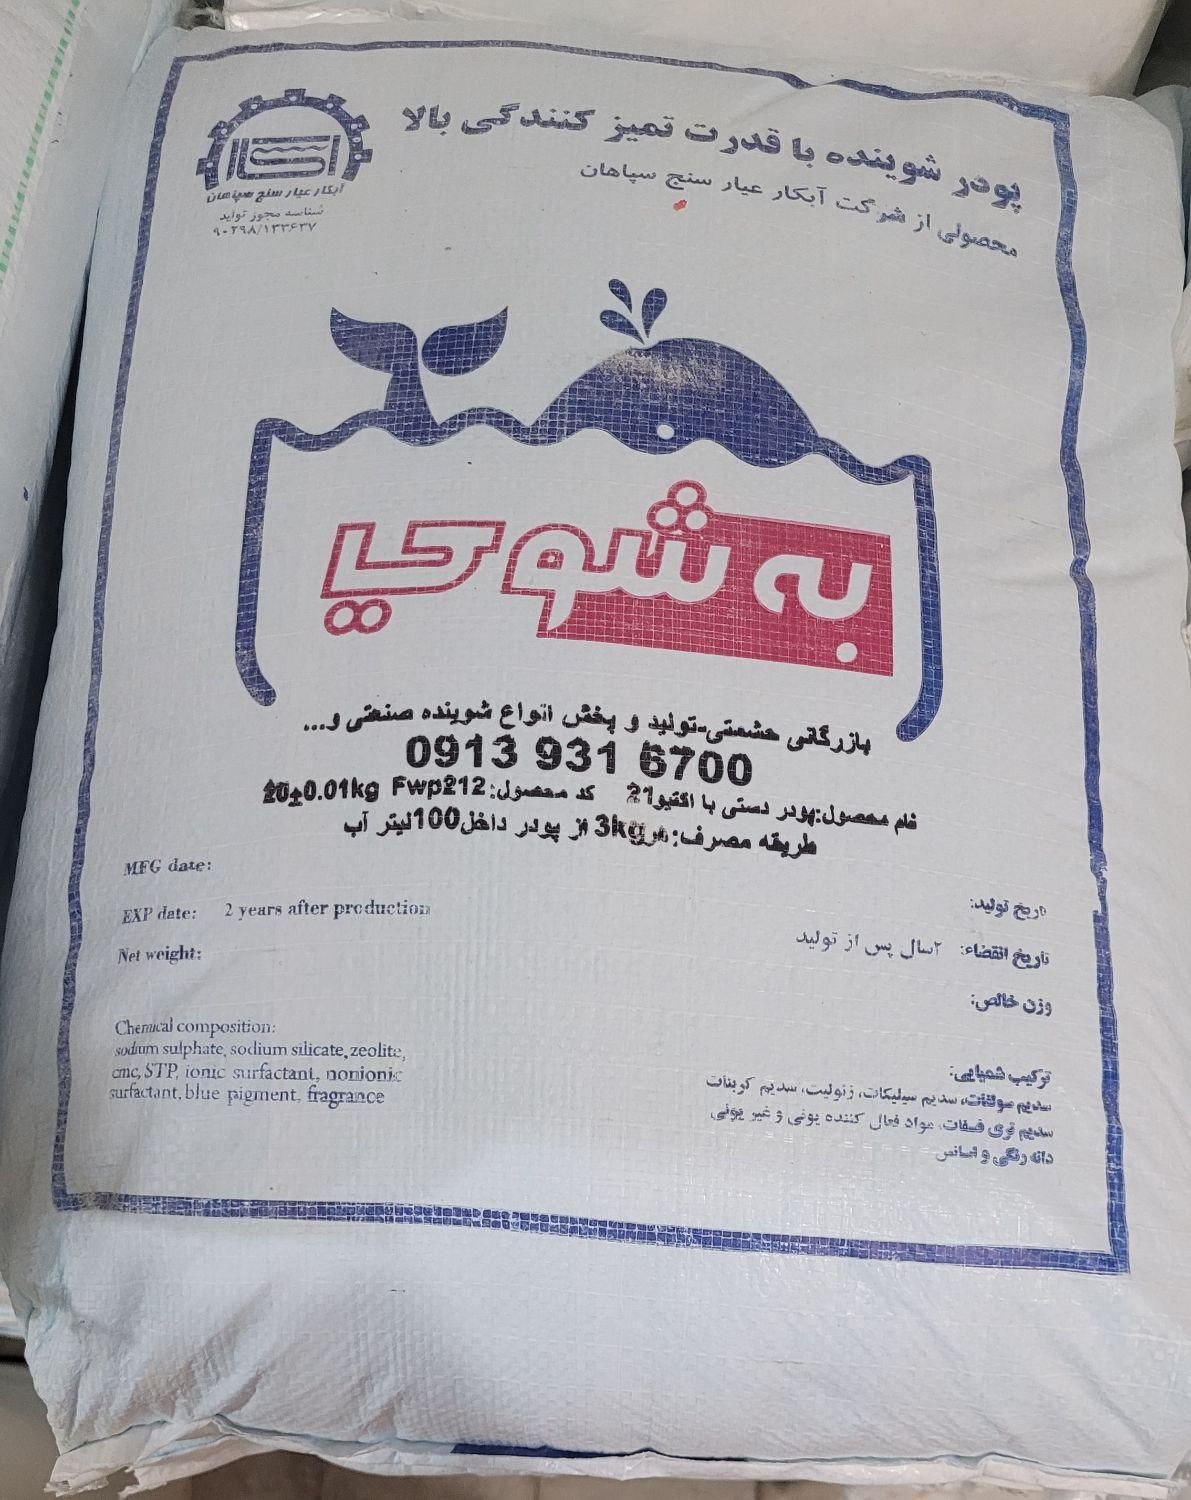 پودر شوینده با قدرت تمیز کنندگی بالا
محصولی از شرکت آبکار عیار سنج سپاهان
آبکار عیار سنج سپاهان
شناسه مجوز تولید
۹۰۲۹۸/۱۳۳۶۳۷
به شوی
بازرگانی حشمتی-تولید و پخش انواع شوینده صنعتی و...
0913 931 6700
نام محصول:پودر دستی با اکتیو21 کد محصول:Fwp212 ±0.01kg
طریقه مصرف:هر3kg از پودر داخل100لیتر آب
MFG date:
تاریخ تولید:
EXP date: 2 years after production
تاریخ انقضاء: ۲سال پس از تولید
Net weight:
وزن خالص:
Chemical composition:
sodium sulphate, sodium silicate, zeolite,
cmc, STP, ionic surfactant, nonionic
surfactant, blue pigment, fragrance
ترکیب شمیایی:
سدیم سولفات، سدیم سیلیکات، زئولیت، سدیم کربنات
سدیم تری فسفات، مواد فعال کننده یونی و غیر یونی
دانه رنگی و اسانس